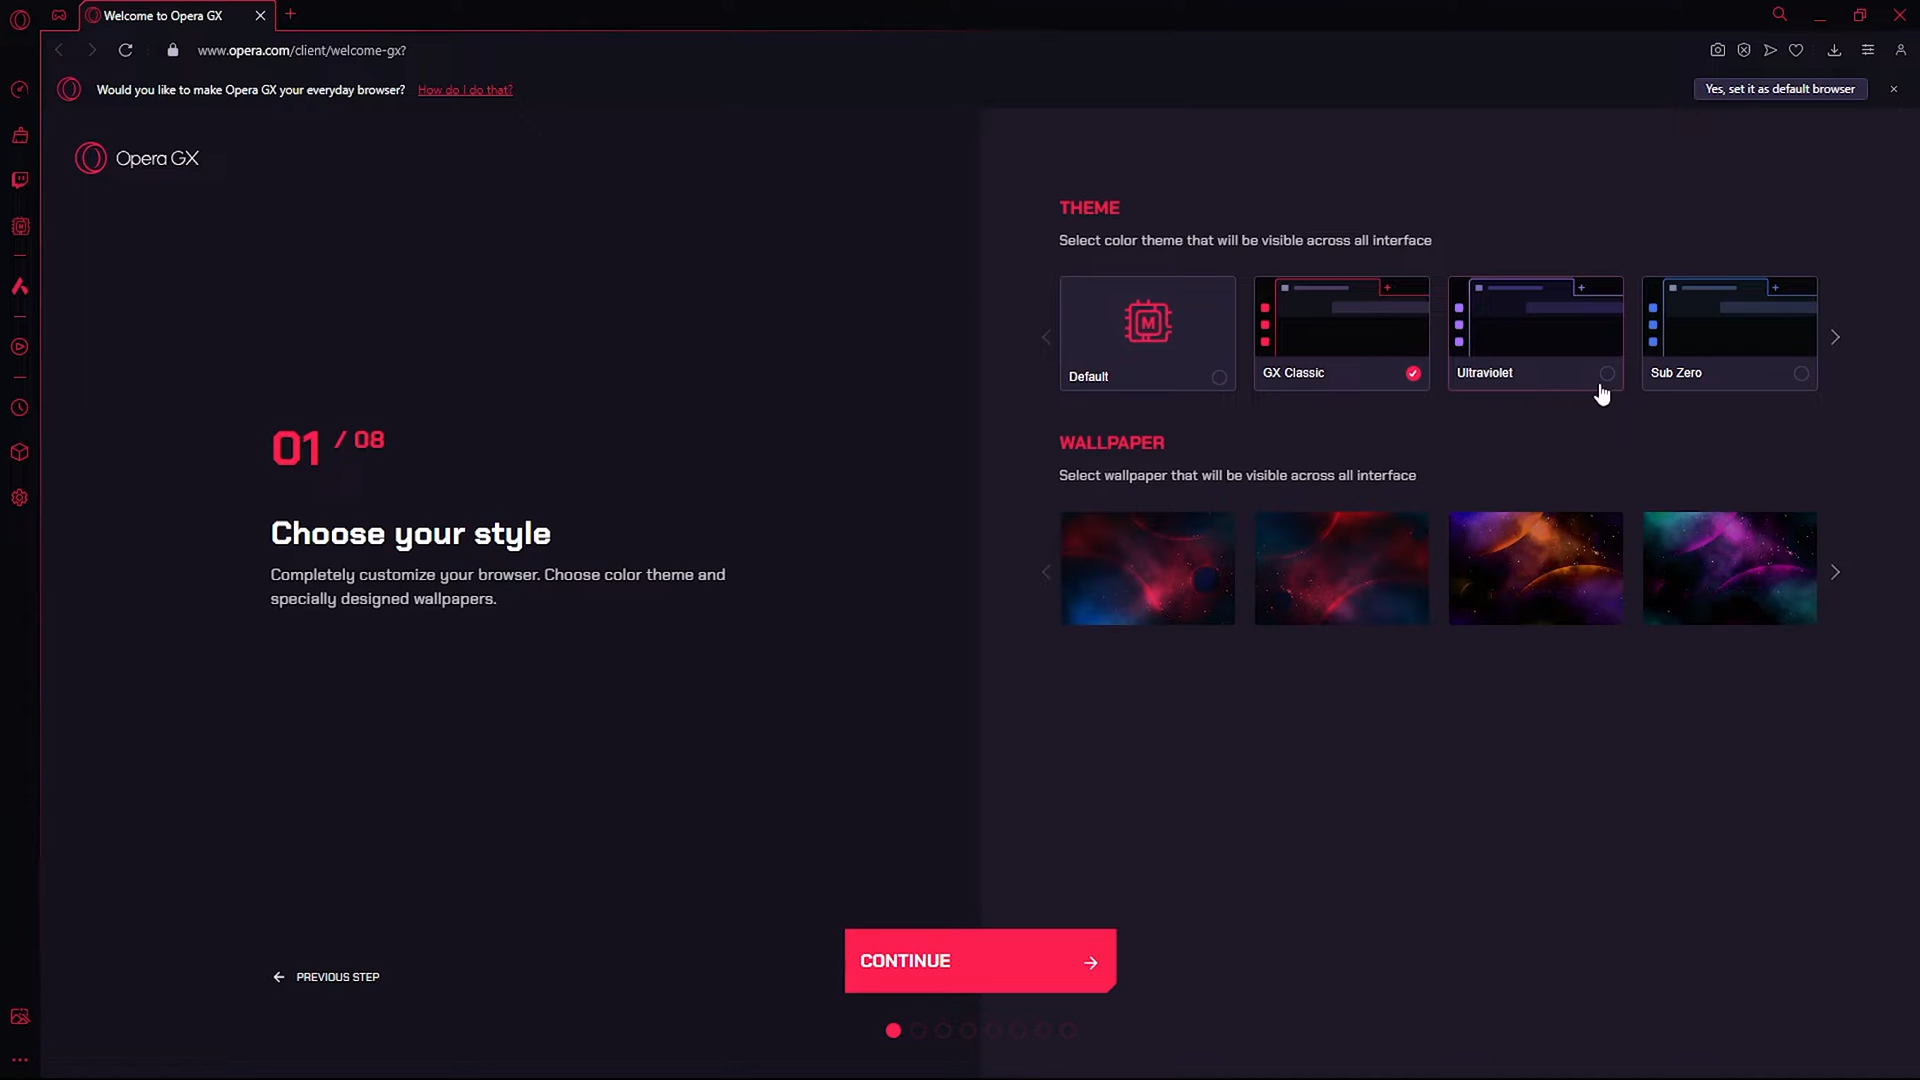 Welcome to Opera GX
www.opera.com/client/welcome-gx?
Would you like to make Opera GX your everyday browser? How do I do that?
Yes, set it as default browser
Opera GX
THEME
Select color theme that will be visible across all interface
M
Default
GX Classic
Ultraviolet
Sub Zero
01 / 08
WALLPAPER
Select wallpaper that will be visible across all interface
Choose your style
Completely customize your browser. Choose color theme and
specially designed wallpapers.
CONTINUE
PREVIOUS STEP